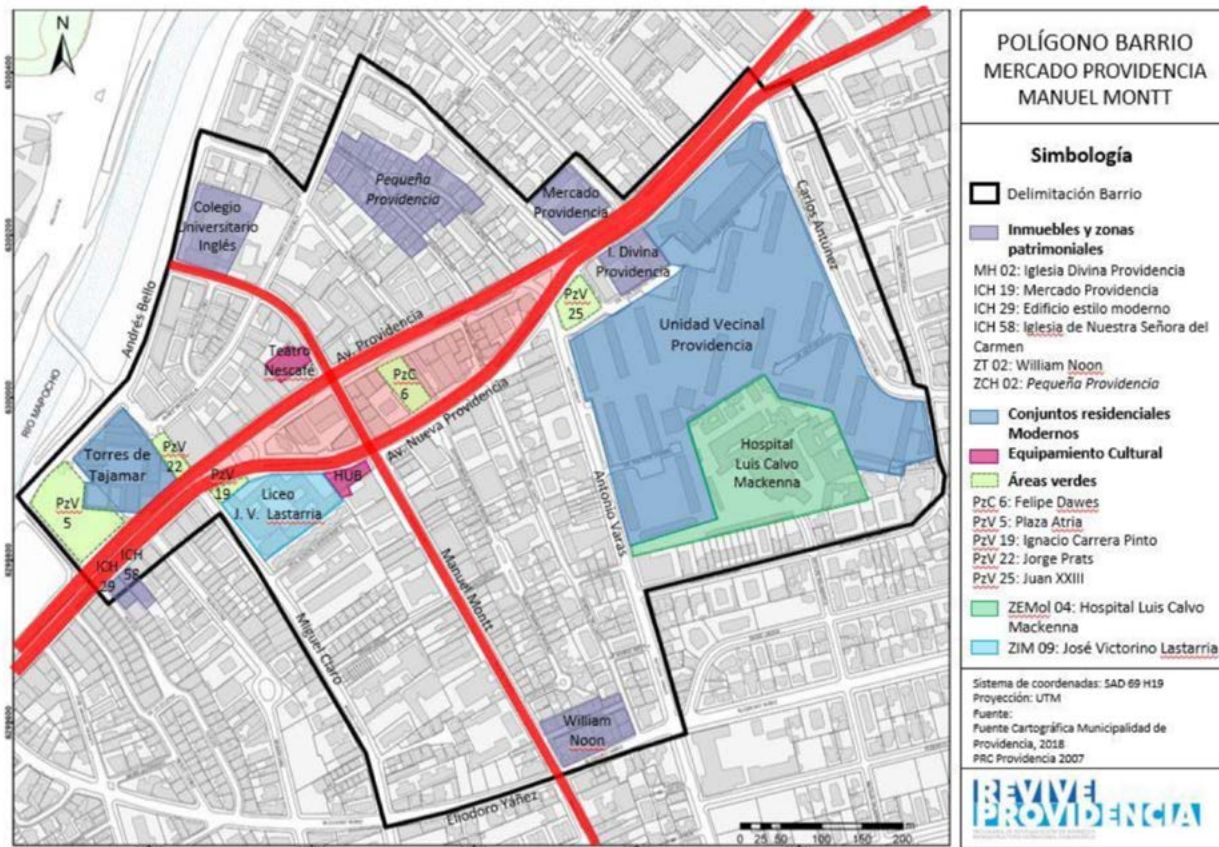 N
6300400
6300200
6300000
6299800
6299600
Pequeña
Providencia
Colegio
Universitario
Inglés
Mercado
Providencia
I. Divina
Providencia
Carlos Antúnez
PzV
25
Andrés Bello
Av. Providencia
Unidad Vecinal
Providencia
Teatro
Nescafé
PzC
6
RIO MAPOCHO
Av. Nueva Providencia
Torres de
Tajamar
PzV
22
PzV
19
HUB
Liceo
J. V. Lastarria
Hospital
Luis Calvo
Mackenna
PzV
5
Antonio Varas
ICH
58
ICH
29
Manuel Montt
Miguel Claro
William
Noon
Eliodoro Yáñez
0 25 50 100 150 200
POLÍGONO BARRIO
MERCADO PROVIDENCIA
MANUEL MONTT
Simbología
Delimitación Barrio
Inmuebles y zonas
patrimoniales
MH 02: Iglesia Divina Providencia
ICH 19: Mercado Providencia
ICH 29: Edificio estilo moderno
ICH 58: Iglesia de Nuestra Señora del
Carmen
ZT 02: William Noon
ZCH 02: Pequeña Providencia
Conjuntos residenciales
Modernos
Equipamiento Cultural
Áreas verdes
PzC 6: Felipe Dawes
PzV 5: Plaza Atria
PzV 19: Ignacio Carrera Pinto
PzV 22: Jorge Prats
PzV 25: Juan XXIII
ZEMol 04: Hospital Luis Calvo
Mackenna
ZIM 09: José Victorino Lastarria
Sistema de coordenadas: SAD 69 H19
Proyección: UTM
Fuente:
Fuente Cartográfica Municipalidad de
Providencia, 2018
PRC Providencia 2007
REVIVE
PROVIDENCIA